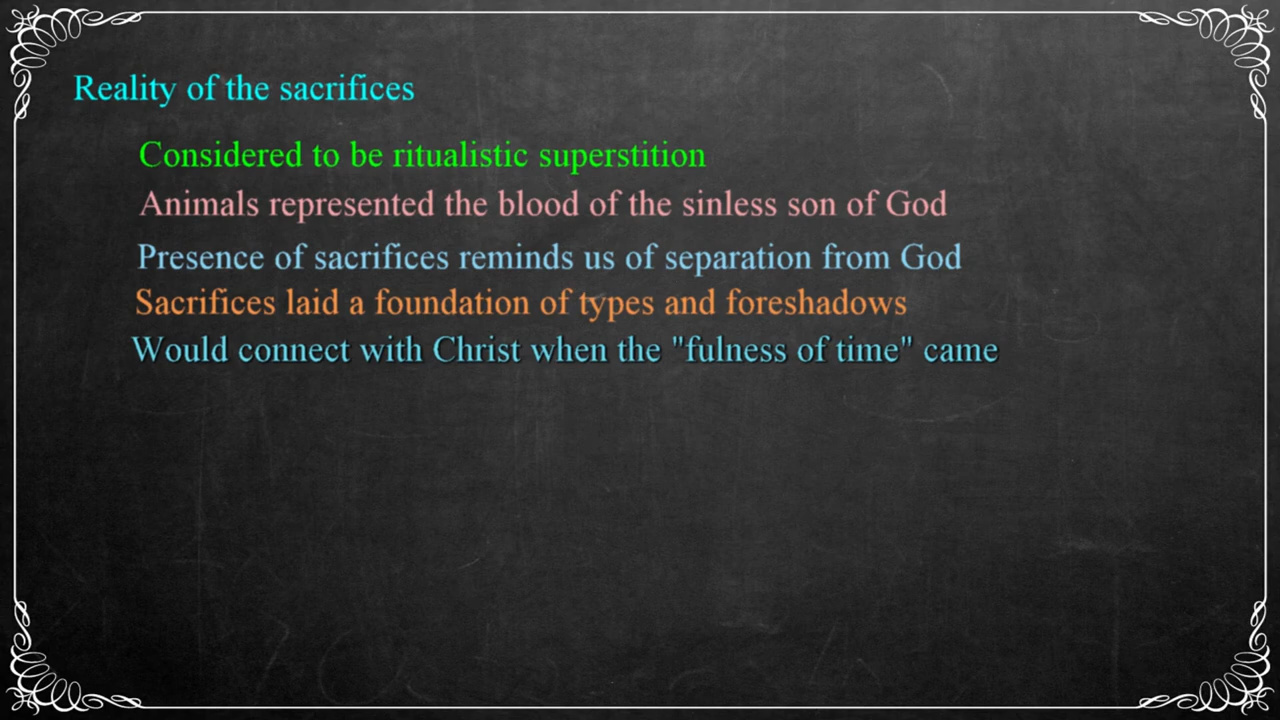 Reality of the sacrifices
Considered to be ritualistic superstition
Animals represented the blood of the sinless son of God
Presence of sacrifices reminds us of separation from God
Sacrifices laid a foundation of types and foreshadows
Would connect with Christ when the "fulness of time" came